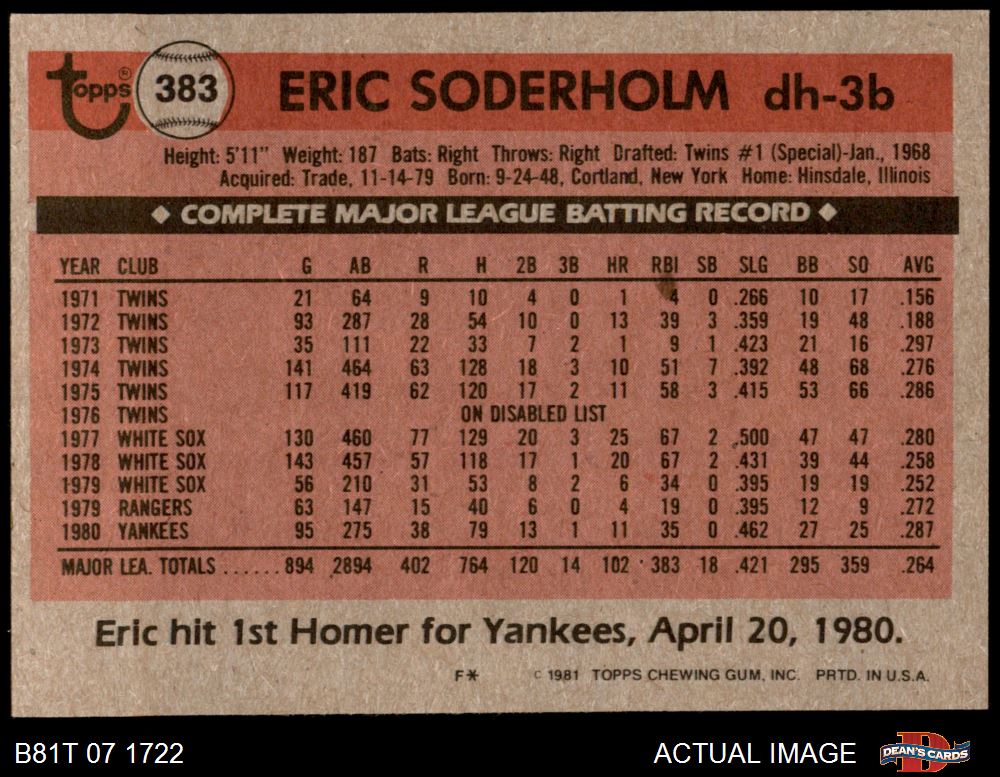 topps® 383 ERIC SODERHOLM dh-3b
Height: 5'11" Weight: 187 Bats: Right Throws: Right Drafted: Twins #1 (Special)-Jan., 1968
Acquired: Trade, 11-14-79 Born: 9-24-48, Cortland, New York Home: Hinsdale, Illinois
◆ COMPLETE MAJOR LEAGUE BATTING RECORD ◆
YEAR CLUB G AB R H 2B 3B HR RBI SB SLG BB SO AVG
1971 TWINS 21 64 9 10 4 0 1 4 0 .266 10 17 .156
1972 TWINS 93 287 28 54 10 0 13 39 3 .359 19 48 .188
1973 TWINS 35 111 22 33 7 2 1 9 1 .423 21 16 .297
1974 TWINS 141 464 63 128 18 3 10 51 7 .392 48 68 .276
1975 TWINS 117 419 62 120 17 2 11 58 3 .415 53 66 .286
1976 TWINS ON DISABLED LIST
1977 WHITE SOX 130 460 77 129 20 3 25 67 2 .500 47 47 .280
1978 WHITE SOX 143 457 57 118 17 1 20 67 2 .431 39 44 .258
1979 WHITE SOX 56 210 31 53 8 2 6 34 0 .395 19 19 .252
1979 RANGERS 63 147 15 40 6 0 4 19 0 .395 12 9 .272
1980 YANKEES 95 275 38 79 13 1 11 35 0 .462 27 25 .287
MAJOR LEA. TOTALS ...... 894 2894 402 764 120 14 102 383 18 .421 295 359 .264
Eric hit 1st Homer for Yankees, April 20, 1980.
F* © 1981 TOPPS CHEWING GUM, INC. PRTD. IN U.S.A.
B81T 07 1722 ACTUAL IMAGE DEAN'S CARDS